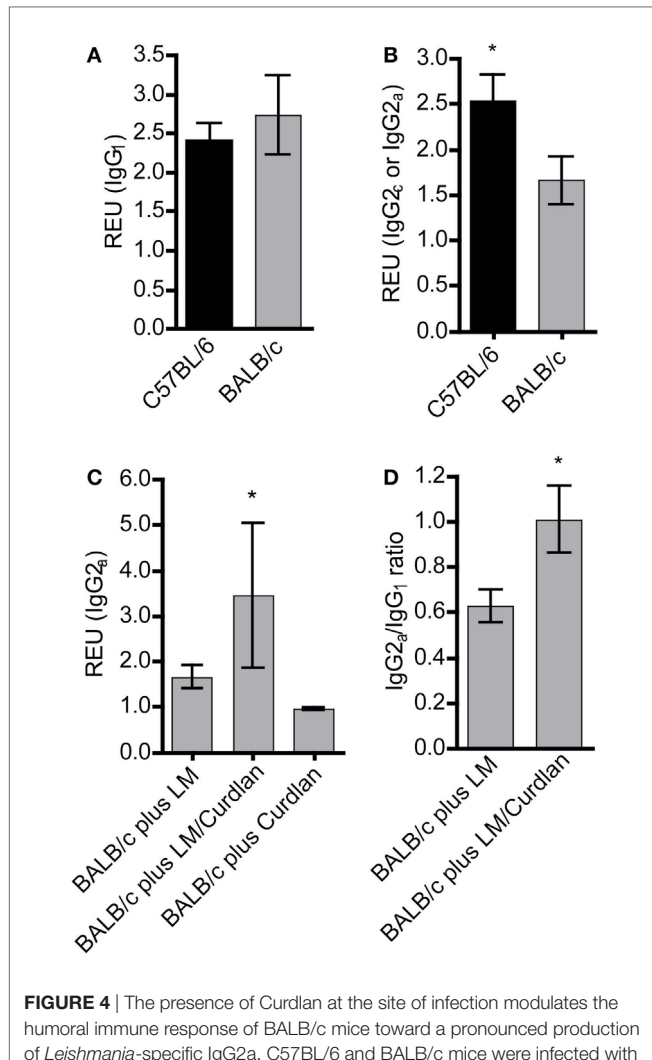 A
REU (IgG1)
3.5
3.0
2.5
2.0
1.5
1.0
0.5
0.0
C57BL/6
BALB/c
B
REU (IgG2c or IgG2a)
3.0
2.5
2.0
1.5
1.0
0.5
0.0
*
C57BL/6
BALB/c
C
REU (IgG2a)
6.0
5.0
4.0
3.0
2.0
1.0
0.0
*
BALB/c plus LM
BALB/c plus LM/Curdlan
BALB/c plus Curdlan
D
IgG2a/IgG1 ratio
1.2
1.0
0.8
0.6
0.4
0.2
0.0
*
BALB/c plus LM
BALB/c plus LM/Curdlan
FIGURE 4 | The presence of Curdlan at the site of infection modulates the
humoral immune response of BALB/c mice toward a pronounced production
of Leishmania-specific IgG2a. C57BL/6 and BALB/c mice were infected with